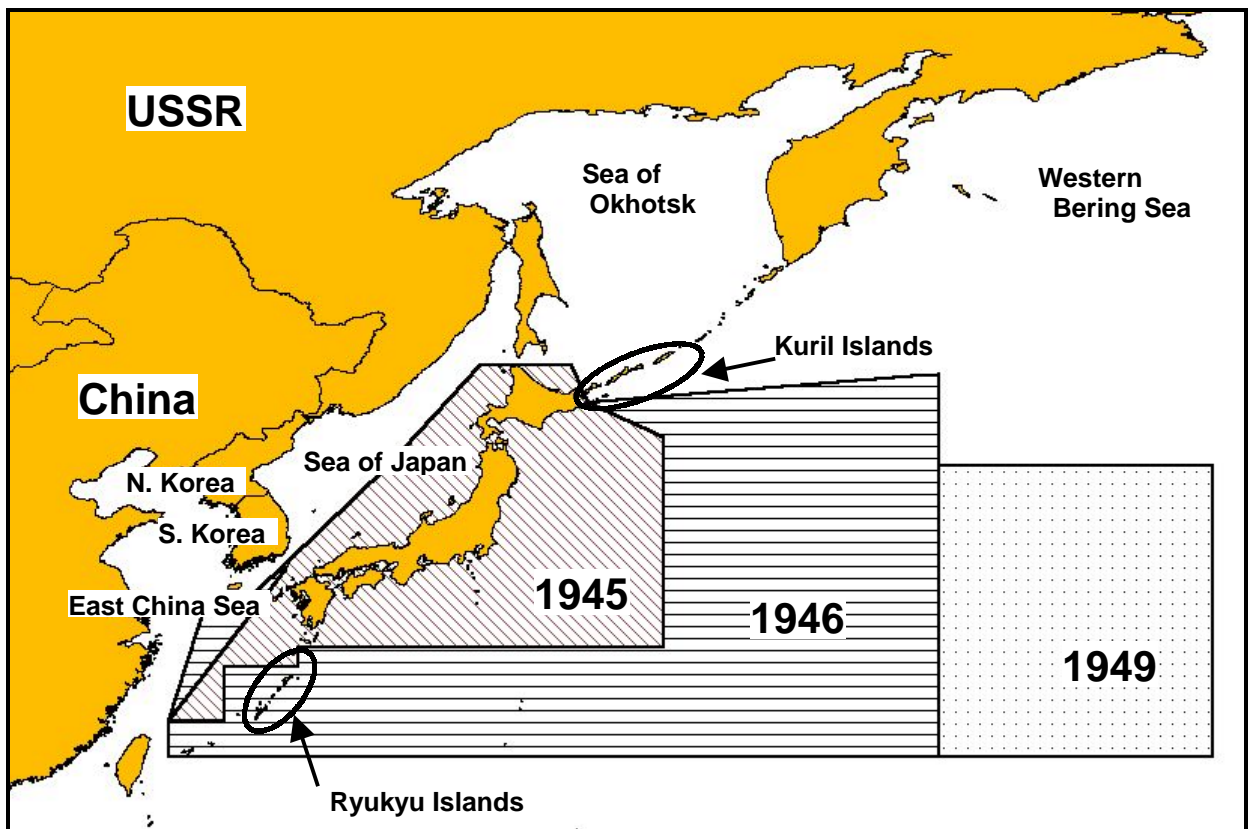 USSR
Sea of
Okhotsk
Western
Bering Sea
Kuril Islands
China
Sea of Japan
N. Korea
S. Korea
East China Sea
1945
1946
1949
Ryukyu Islands